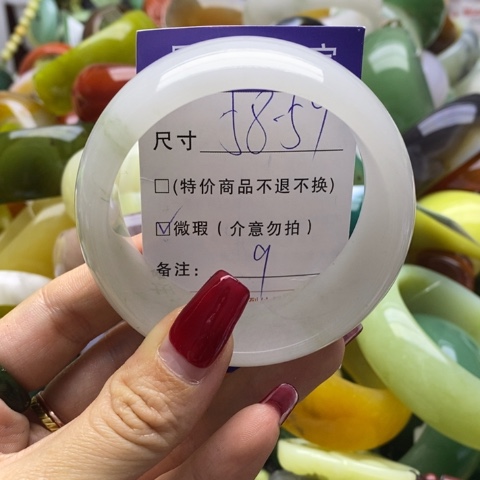 尺寸 58-59
□(特价商品不退不换)
☑微瑕(介意勿拍)
备注: 9